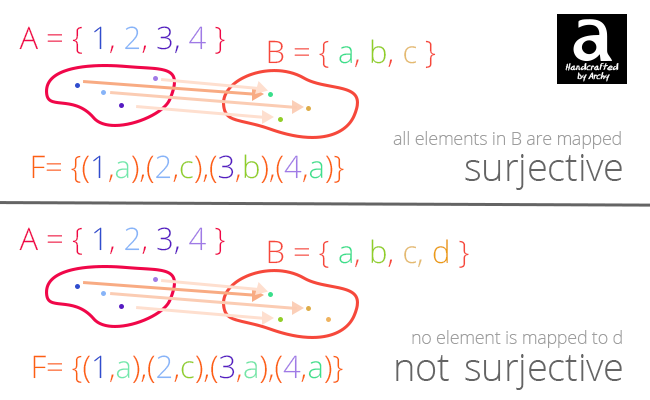 A = { 1, 2, 3, 4 }
B = { a, b, c }
a
Handcrafted
by Archy
all elements in B are mapped
surjective
F= {(1,a),(2,c),(3,b),(4,a)}
A = { 1, 2, 3, 4 }
B = { a, b, c, d }
no element is mapped to d
not surjective
F= {(1,a),(2,c),(3,a),(4,a)}